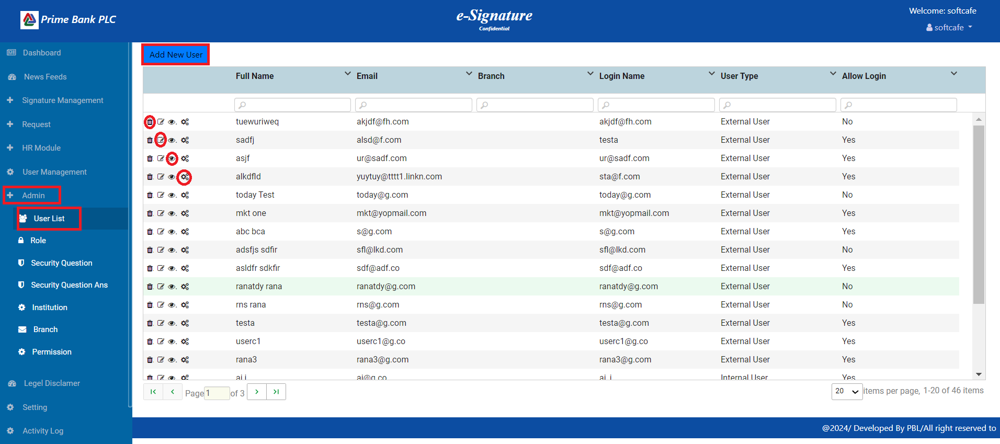 Prime Bank PLC
e-Signature
Confidential
Welcome: softcafe
softcafe
Dashboard
News Feeds
Signature Management
Request
HR Module
User Management
Admin
User List
Role
Security Question
Security Question Ans
Institution
Branch
Permission
Legel Disclamer
Setting
Activity Log
Add New User
Full Name Email Branch Login Name User Type Allow Login
tuewuriweq akjdf@fh.com akjdf@fh.com External User No
sadfj alsd@f.com testa External User Yes
asjf ur@sadf.com ur@sadf.com External User Yes
alkdfld yuytuy@tttt1.linkn.com sta@f.com External User Yes
today Test today@g.com today@g.com External User No
mkt one mkt@yopmail.com mkt@yopmail.com External User Yes
abc bca s@g.com s@g.com External User Yes
adsfjs sdfir sfl@lkd.com sfl@lkd.com External User No
asldfr sdkfir sdf@adf.co sdf@adf.co External User Yes
ranatdy rana ranatdy@g.com ranatdy@g.com External User No
rns rana rns@g.com rns@g.com External User No
testa testa@g.com testa@g.com External User Yes
userc1 userc1@g.co userc1@g.co External User Yes
rana3 rana3@g.com rana3@g.com External User Yes
Internal User Yes
Page 1 of 3
20 items per page, 1-20 of 46 items
@2024/ Developed By PBL/All right reserved to